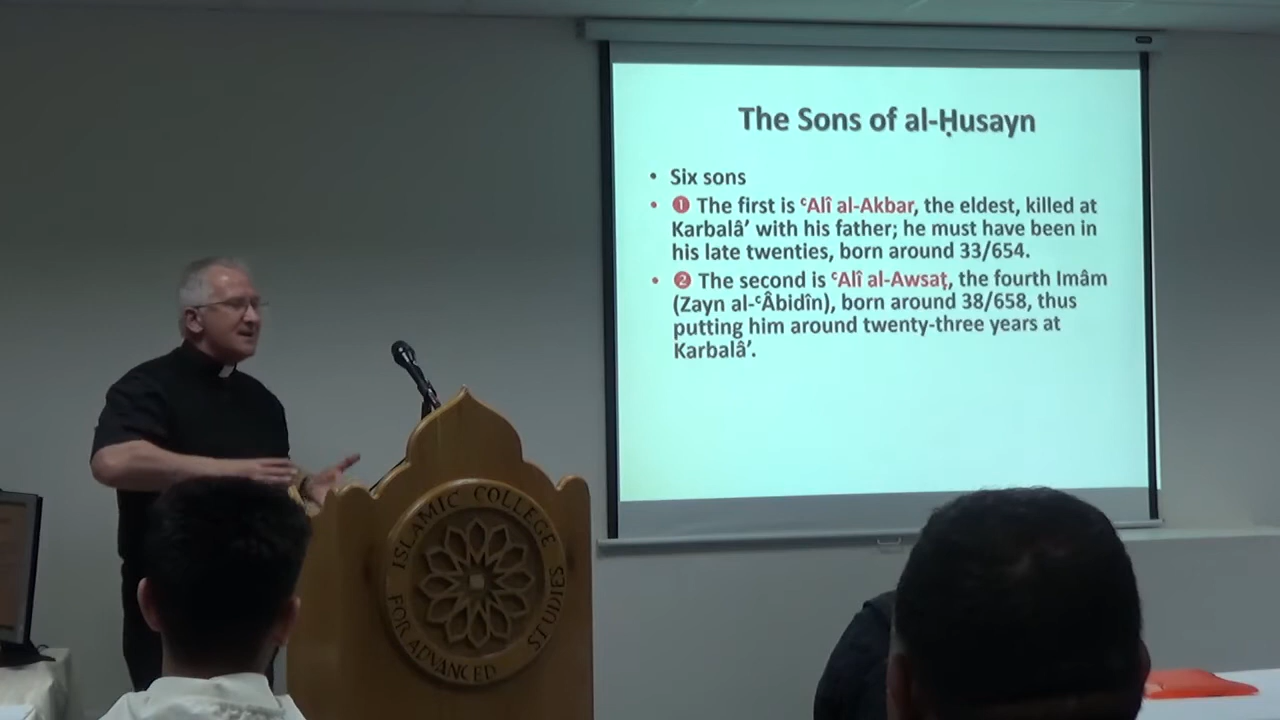 The Sons of al-Ḥusayn
• Six sons
• ❶ The first is ʿAlî al-Akbar, the eldest, killed at
Karbalâʼ with his father; he must have been in
his late twenties, born around 33/654.
• ❷ The second is ʿAlî al-Awsaṭ, the fourth Imâm
(Zayn al-ʿÂbidîn), born around 38/658, thus
putting him around twenty-three years at
Karbalâʼ.
ISLAMIC COLLEGE
FOR ADVANCED
STUDIES